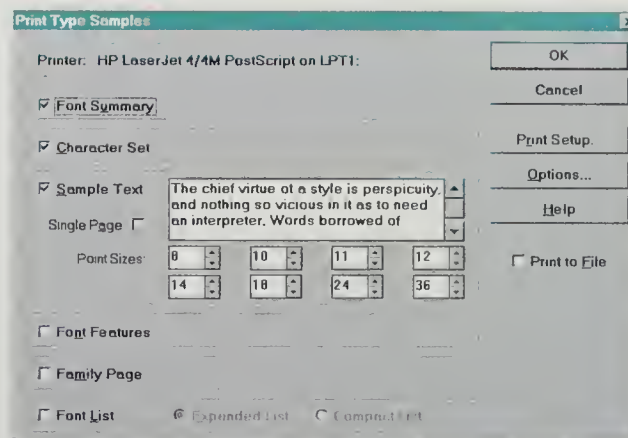 Print Type Samples
Printer: HP LaserJet 4/4M PostScript on LPT1:
OK
Cancel
Font Summary
Character Set
Print Setup.
Sample Text
The chief virtue of a style is perspicuity,
and nothing so vicious in it as to need
an interpreter. Words borrowed of
Options...
Help
Single Page
Point Sizes:
8 10 11 12
14 18 24 36
Print to File
Font Features
Family Page
Font List Expanded List Compact List